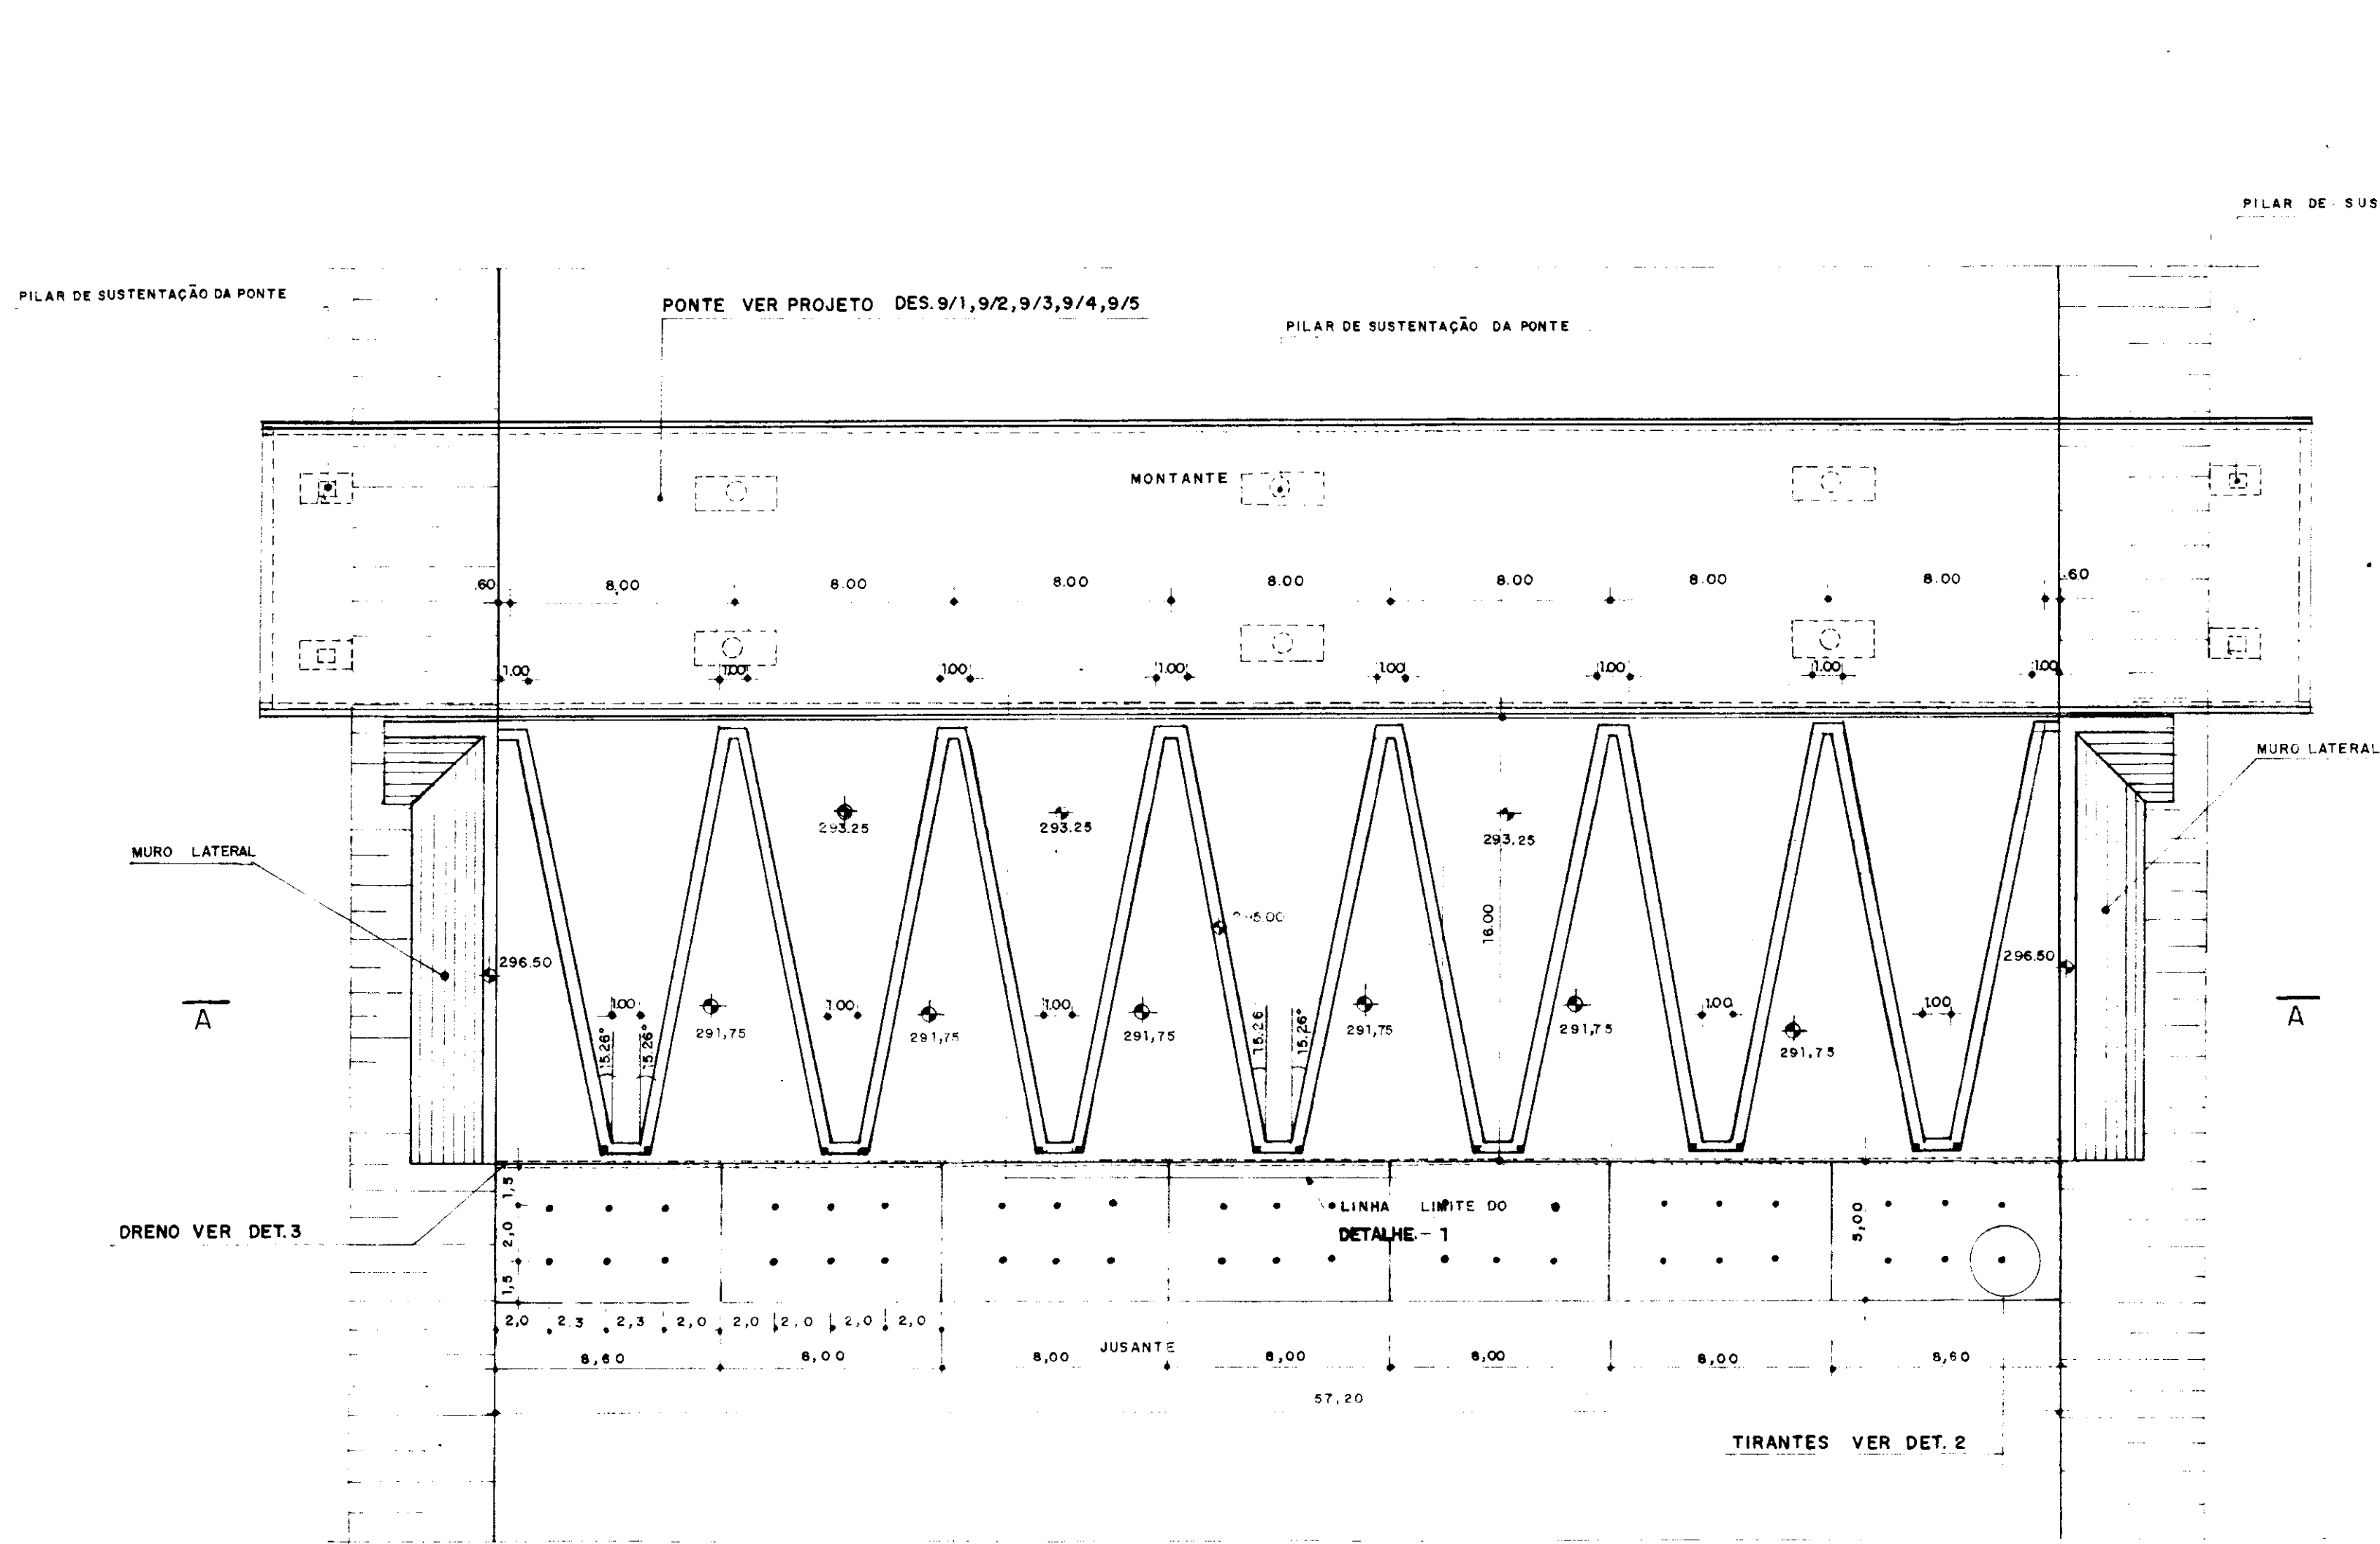 PILAR DE SUS
PILAR DE SUSTENTAÇÃO DA PONTE
PONTE VER PROJETO DES. 9/1, 9/2, 9/3, 9/4, 9/5
PILAR DE SUSTENTAÇÃO DA PONTE
MONTANTE
.60 8,00 8.00 8.00 8.00 8.00 8.00 8.00 .60
1.00 1.00 1.00 1.00 1.00 1.00 1.00 1.00
MURO LATERAL
293.25 293.25 293.25
MURO LATERAL
16.00
296.50 296.50
A A
1.00 1.00 1.00 1.00 1.00
291,75 291,75 291,75 291,75 291,75 291,75
15.26° 15.26° 15.26 15.26°
1,5
LINHA LIMITE DO
DETALHE - 1
5,00
DRENO VER DET. 3
2,0
1,5
2,0 2.3 2,3 2,0 2,0 2,0 2,0 2,0
JUSANTE
8,60 8,00 8,00 8,00 8,00 8,00 8,60
57,20
TIRANTES VER DET. 2